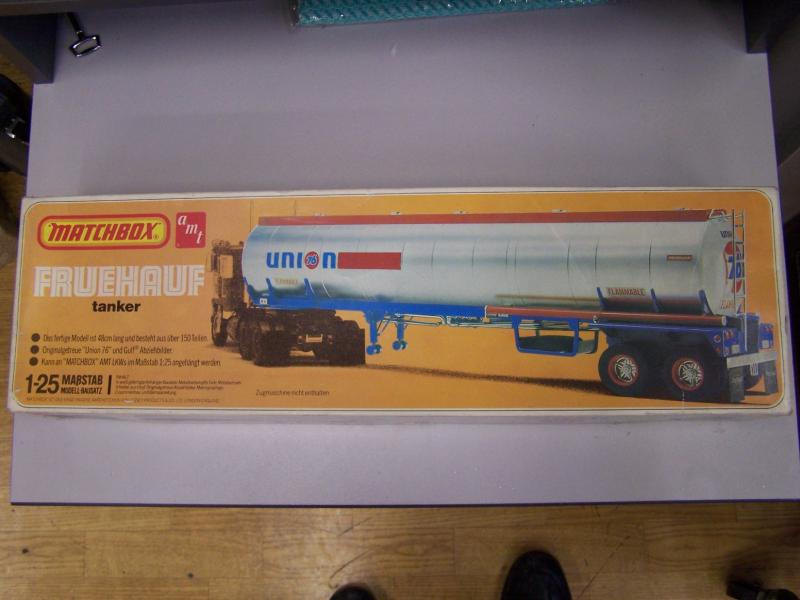 MATCHBOX®
amt
FRUEHAUF
tanker
Das fertige Modell ist 48cm lang und besteht aus über 150 Teilen.
Originalgetreue "Union 76" und Gulf® Abziehbilder.
Kann an "MATCHBOX" AMT LKWs im Maßstab 1:25 angehängt werden.
1:25 MAẞSTAB
MODELL-BAUSATZ
Zugmaschine nicht enthalten
UNION
76
FLAMMABLE
UNION
76